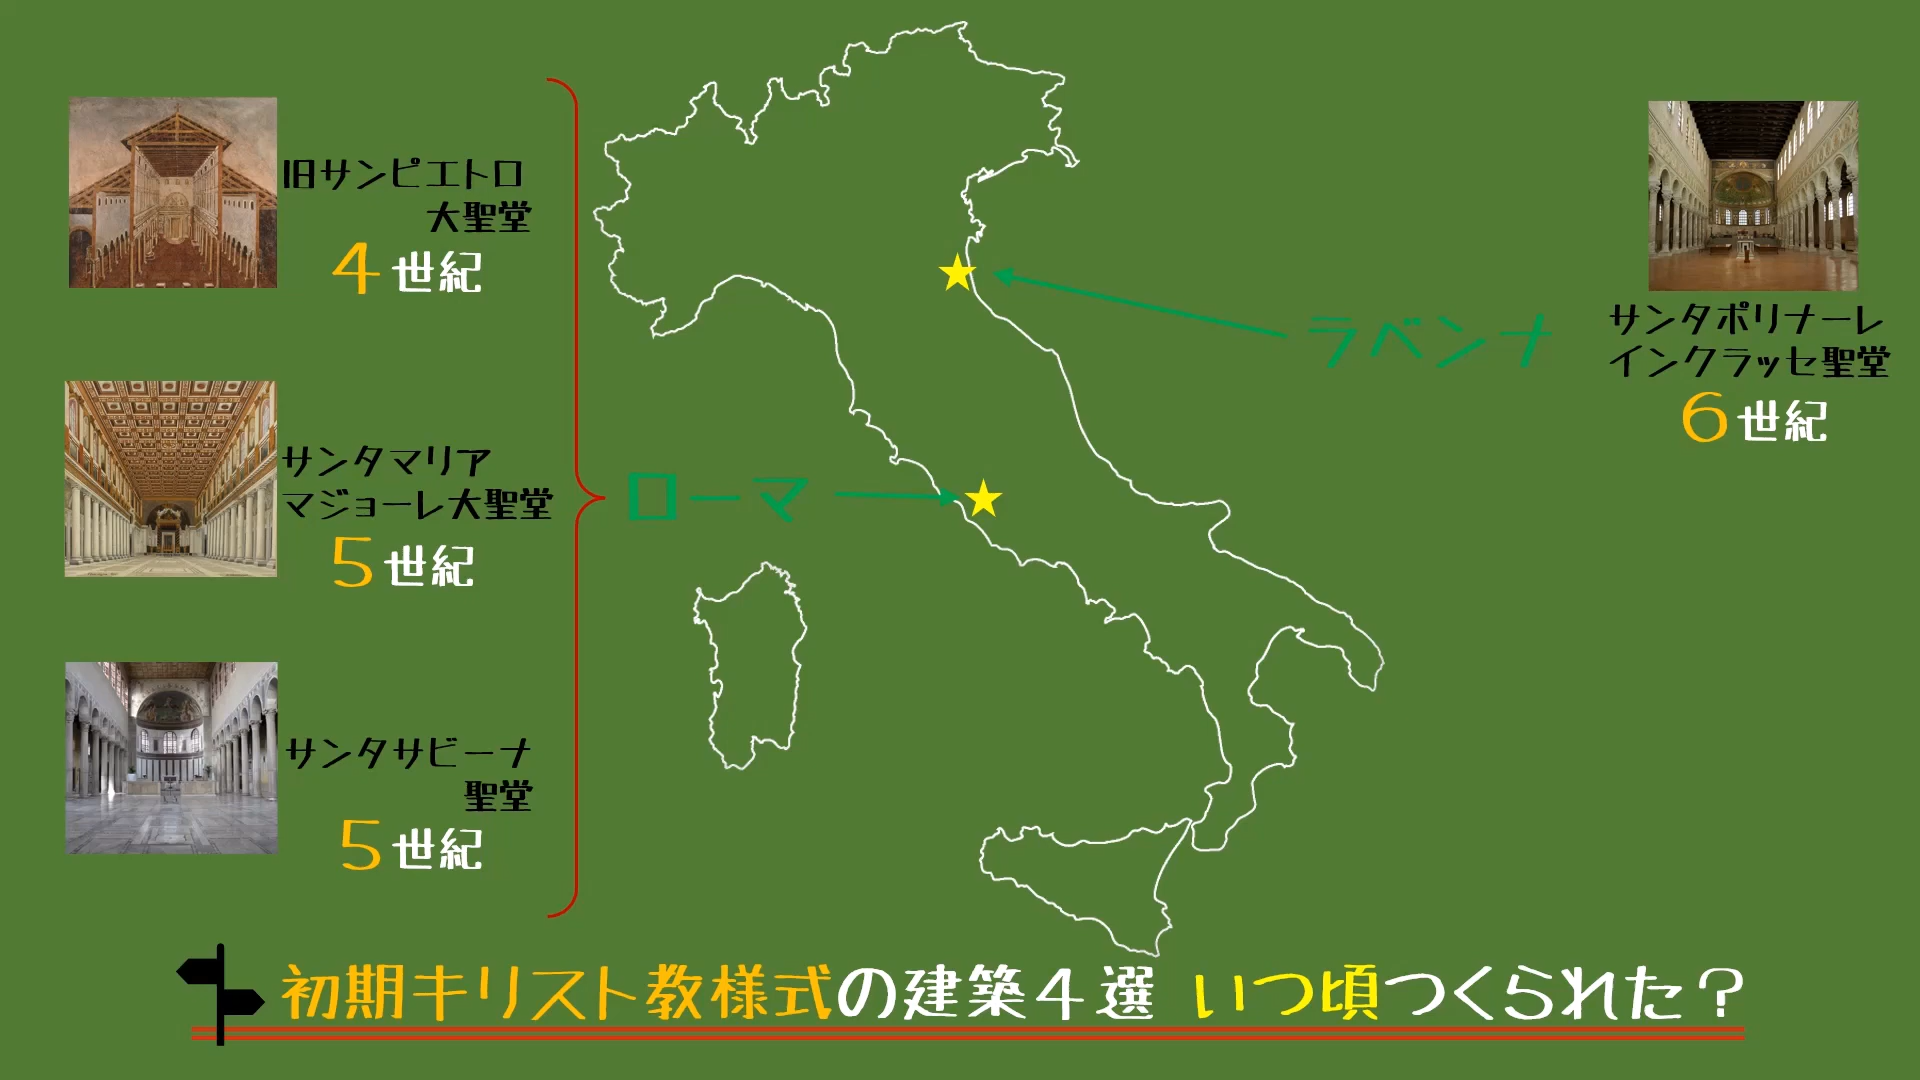 旧サンピエトロ
大聖堂
4世紀
サンタマリア
マジョーレ大聖堂
5世紀
サンタサビーナ
聖堂
5世紀
ローマ
ラベンナ
サンタポリナーレ
インクラッセ聖堂
6世紀
初期キリスト教様式の建築4選 いつ頃つくられた？